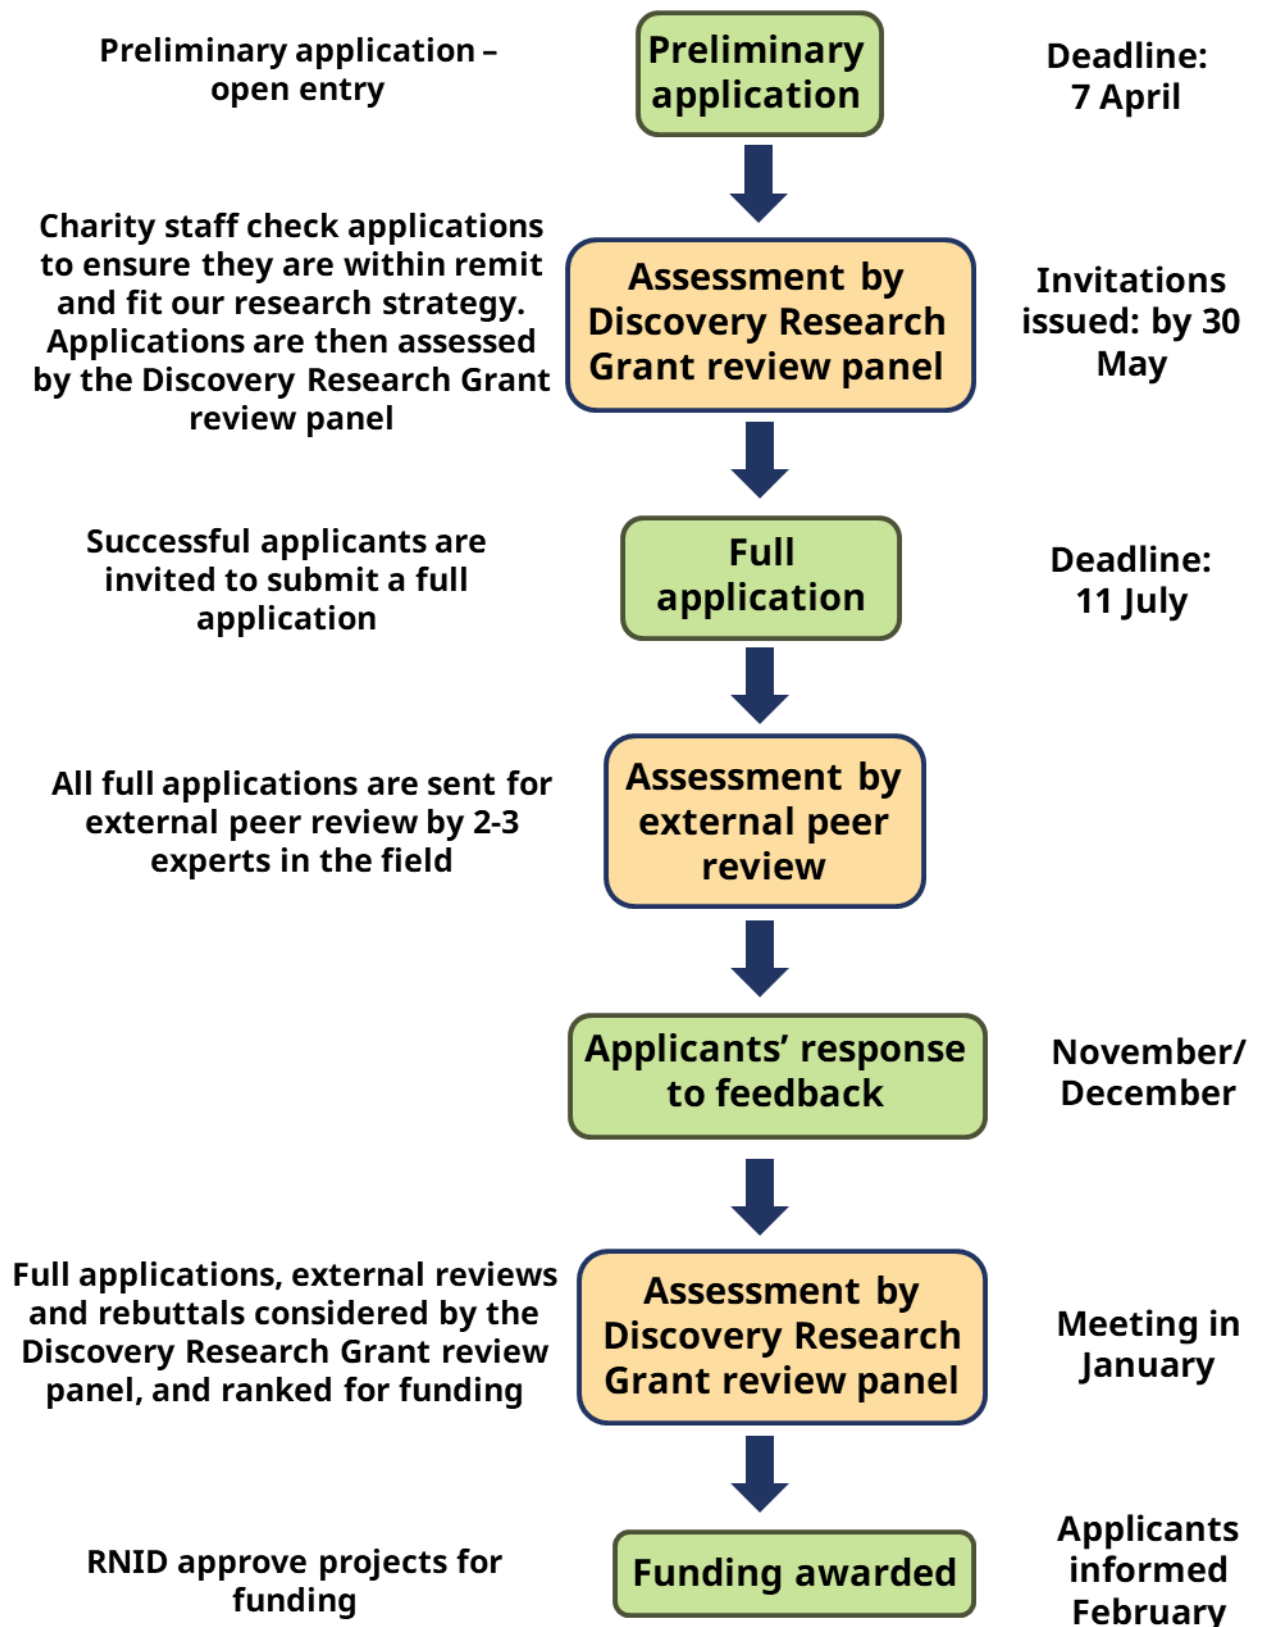 Preliminary application –
open entry
Preliminary
application
Deadline:
7 April
Charity staff check applications
to ensure they are within remit
and fit our research strategy.
Applications are then assessed
by the Discovery Research Grant
review panel
Assessment by
Discovery Research
Grant review panel
Invitations
issued: by 30
May
Successful applicants are
invited to submit a full
application
Full
application
Deadline:
11 July
All full applications are sent for
external peer review by 2-3
experts in the field
Assessment by
external peer
review
Applicants’ response
to feedback
November/
December
Full applications, external reviews
and rebuttals considered by the
Discovery Research Grant review
panel, and ranked for funding
Assessment by
Discovery Research
Grant review panel
Meeting in
January
RNID approve projects for
funding
Funding awarded
Applicants
informed
February